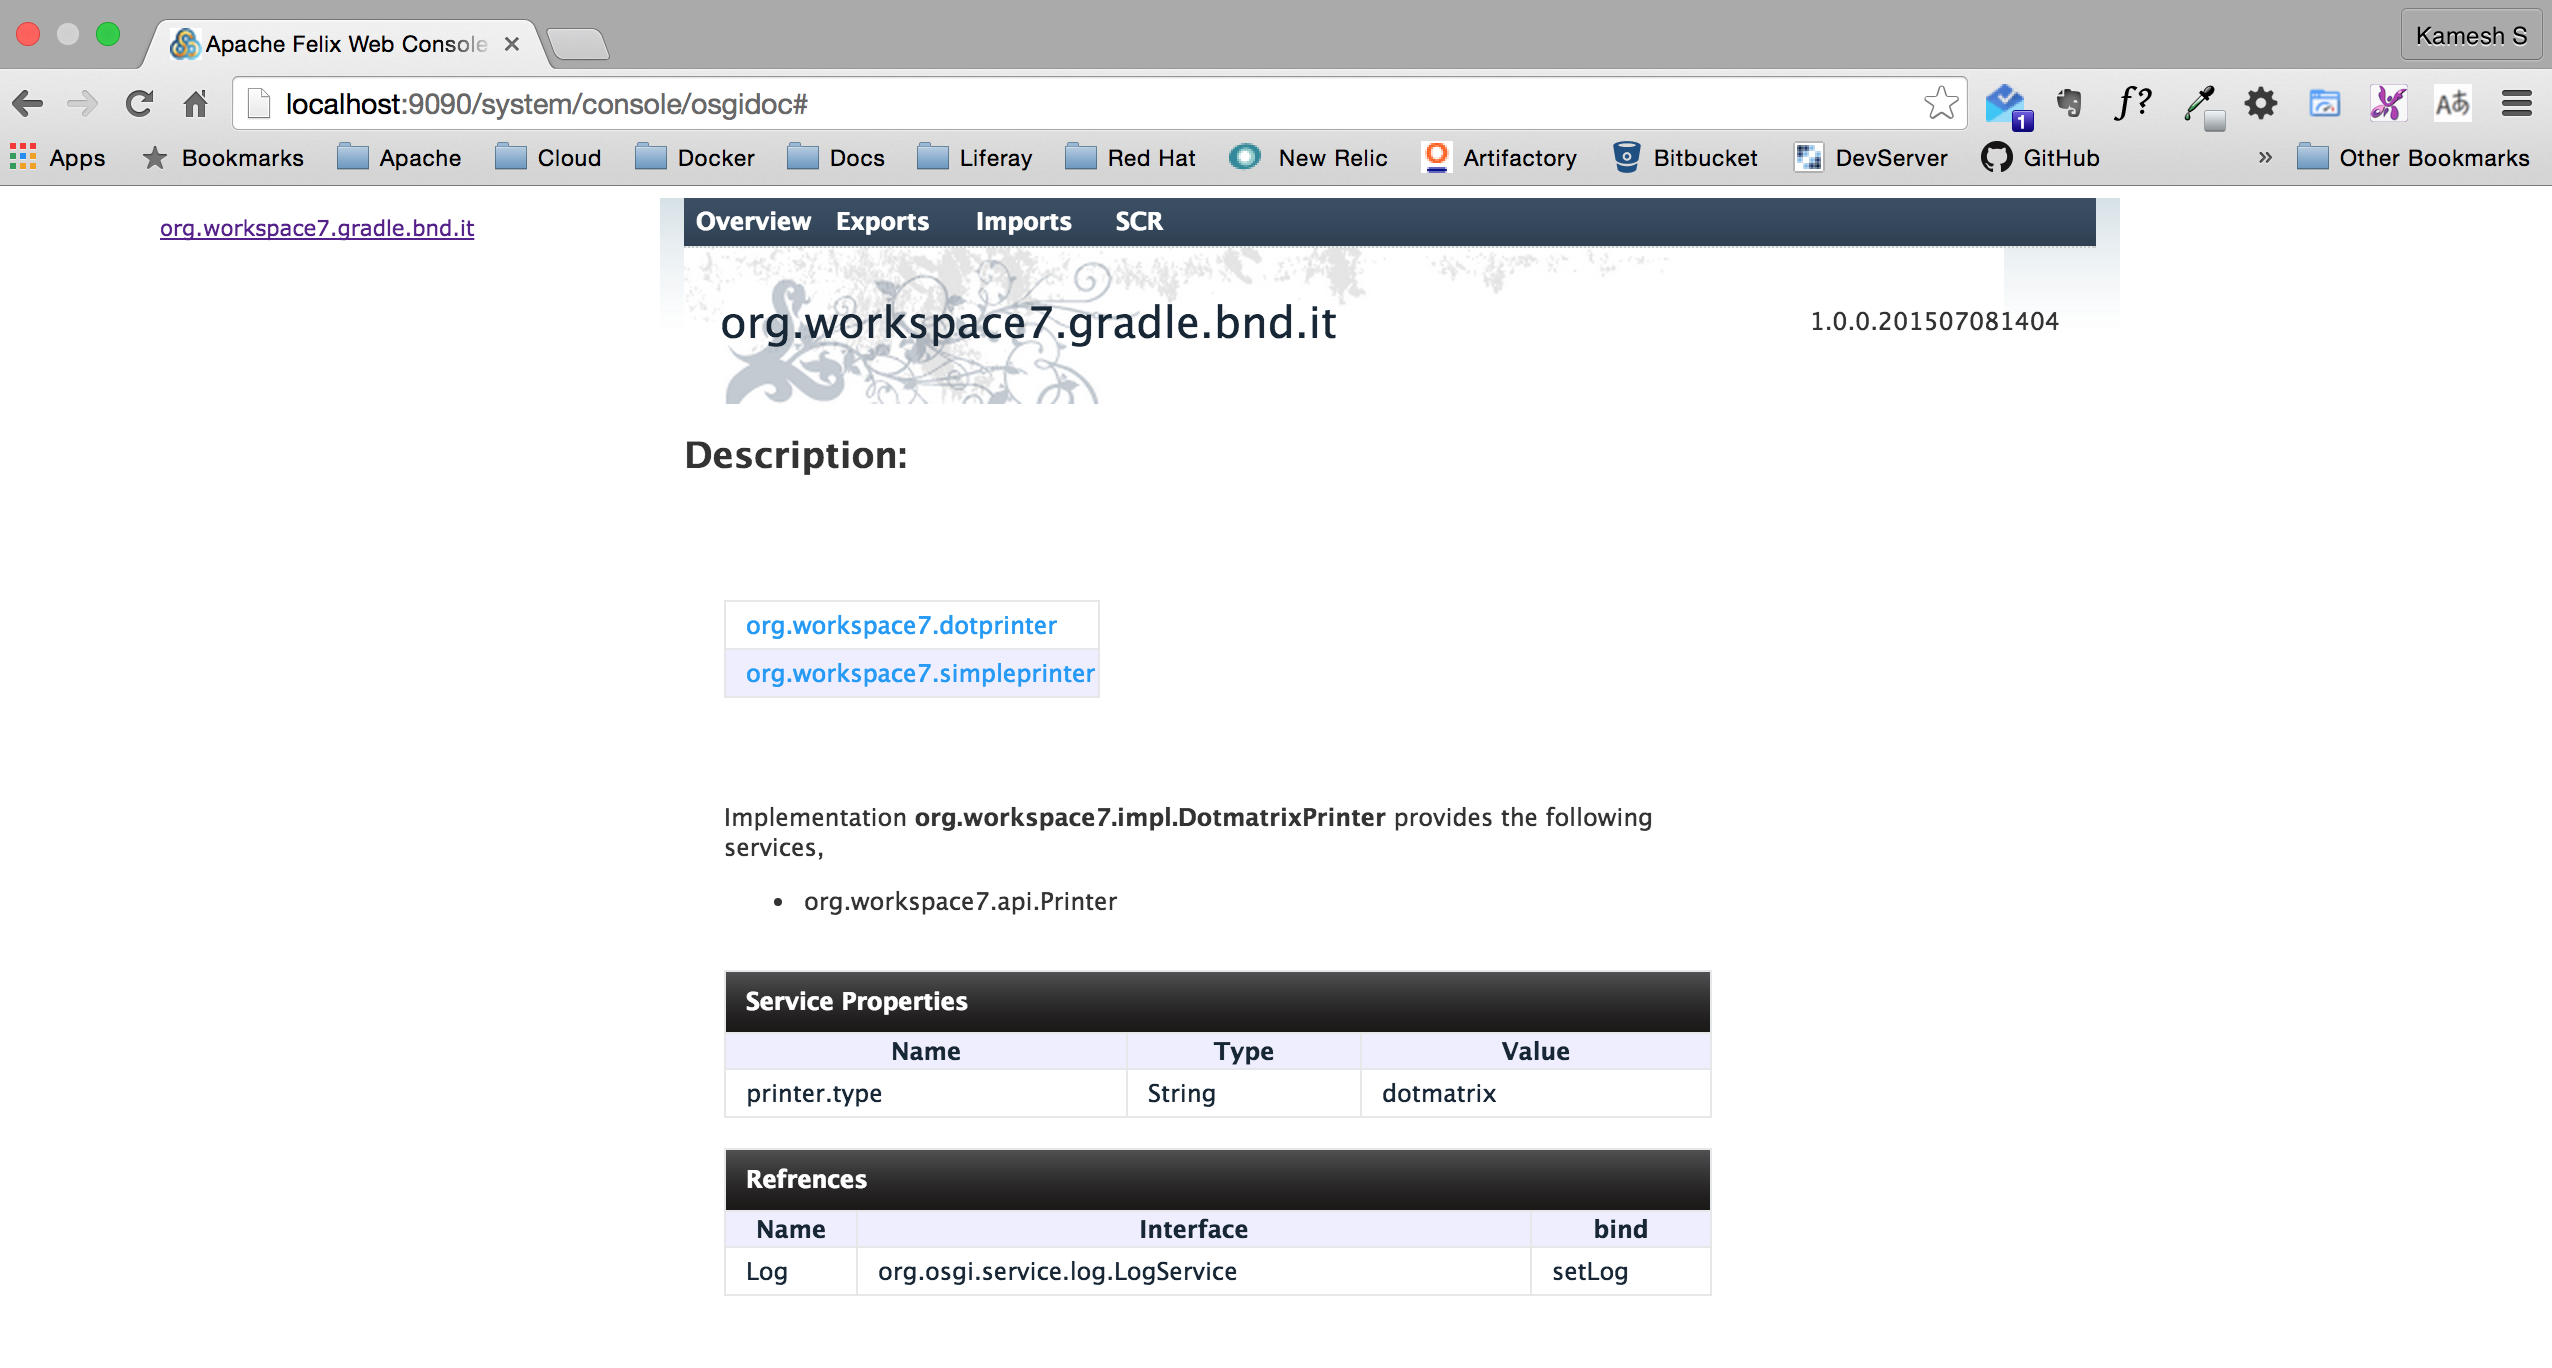 Apache Felix Web Console
Kamesh S
localhost:9090/system/console/osgidoc#
1
f?
Aあ
Apps
Bookmarks
Apache
Cloud
Docker
Docs
Liferay
Red Hat
New Relic
Artifactory
Bitbucket
DevServer
GitHub
»
Other Bookmarks
org.workspace7.gradle.bnd.it
Overview Exports Imports SCR
org.workspace7.gradle.bnd.it
1.0.0.201507081404
Description:
org.workspace7.dotprinter
org.workspace7.simpleprinter
Implementation org.workspace7.impl.DotmatrixPrinter provides the following
services,
• org.workspace7.api.Printer
Service Properties
Name Type Value
printer.type String dotmatrix
Refrences
Name Interface bind
Log org.osgi.service.log.LogService setLog